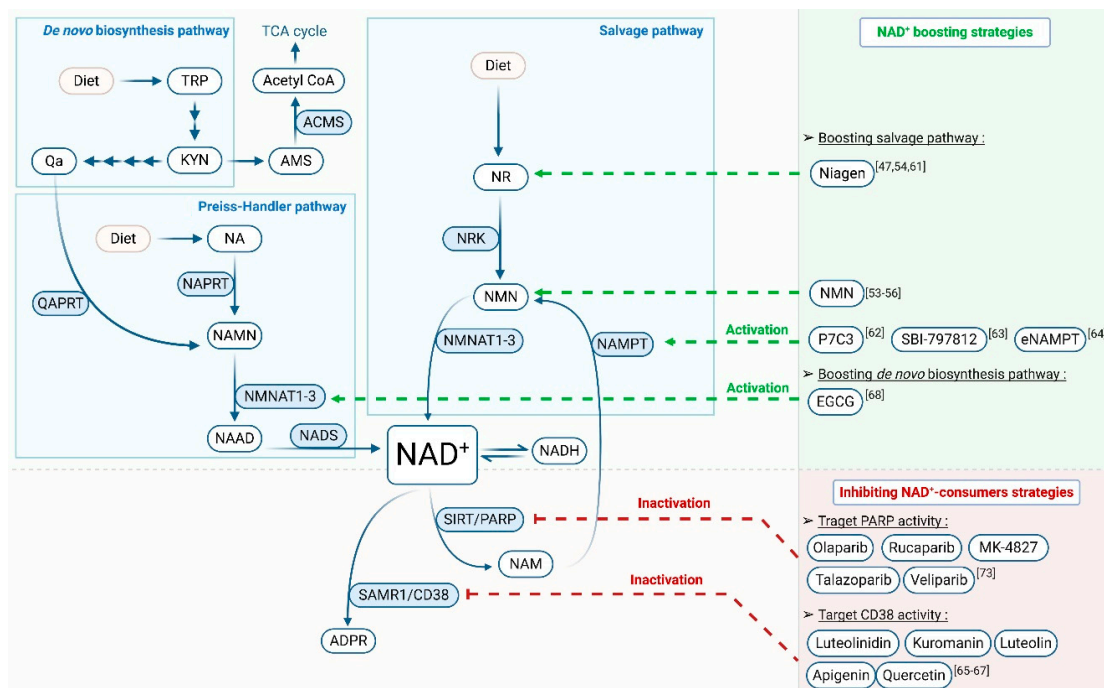 De novo biosynthesis pathway
Diet
TRP
Qa
KYN
TCA cycle
Acetyl CoA
ACMS
AMS
Preiss-Handler pathway
Diet
NA
NAPRT
QAPRT
NAMN
NMNAT1-3
NAAD
NADS
Salvage pathway
Diet
NR
NRK
NMN
NMNAT1-3
NAMPT
NAD+
NADH
SIRT/PARP
NAM
SAMR1/CD38
ADPR
Activation
Activation
Inactivation
Inactivation
NAD+ boosting strategies
➢ Boosting salvage pathway :
Niagen [47,54,61]
NMN [53-56]
P7C3 [62] SBI-797812 [63] eNAMPT [64
➢ Boosting de novo biosynthesis pathway :
EGCG [68]
Inhibiting NAD+-consumers strategies
➢ Traget PARP activity :
Olaparib Rucaparib MK-4827
Talazoparib Veliparib [73]
➢ Target CD38 activity :
Luteolinidin Kuromanin Luteolin
Apigenin Quercetin [65-67]